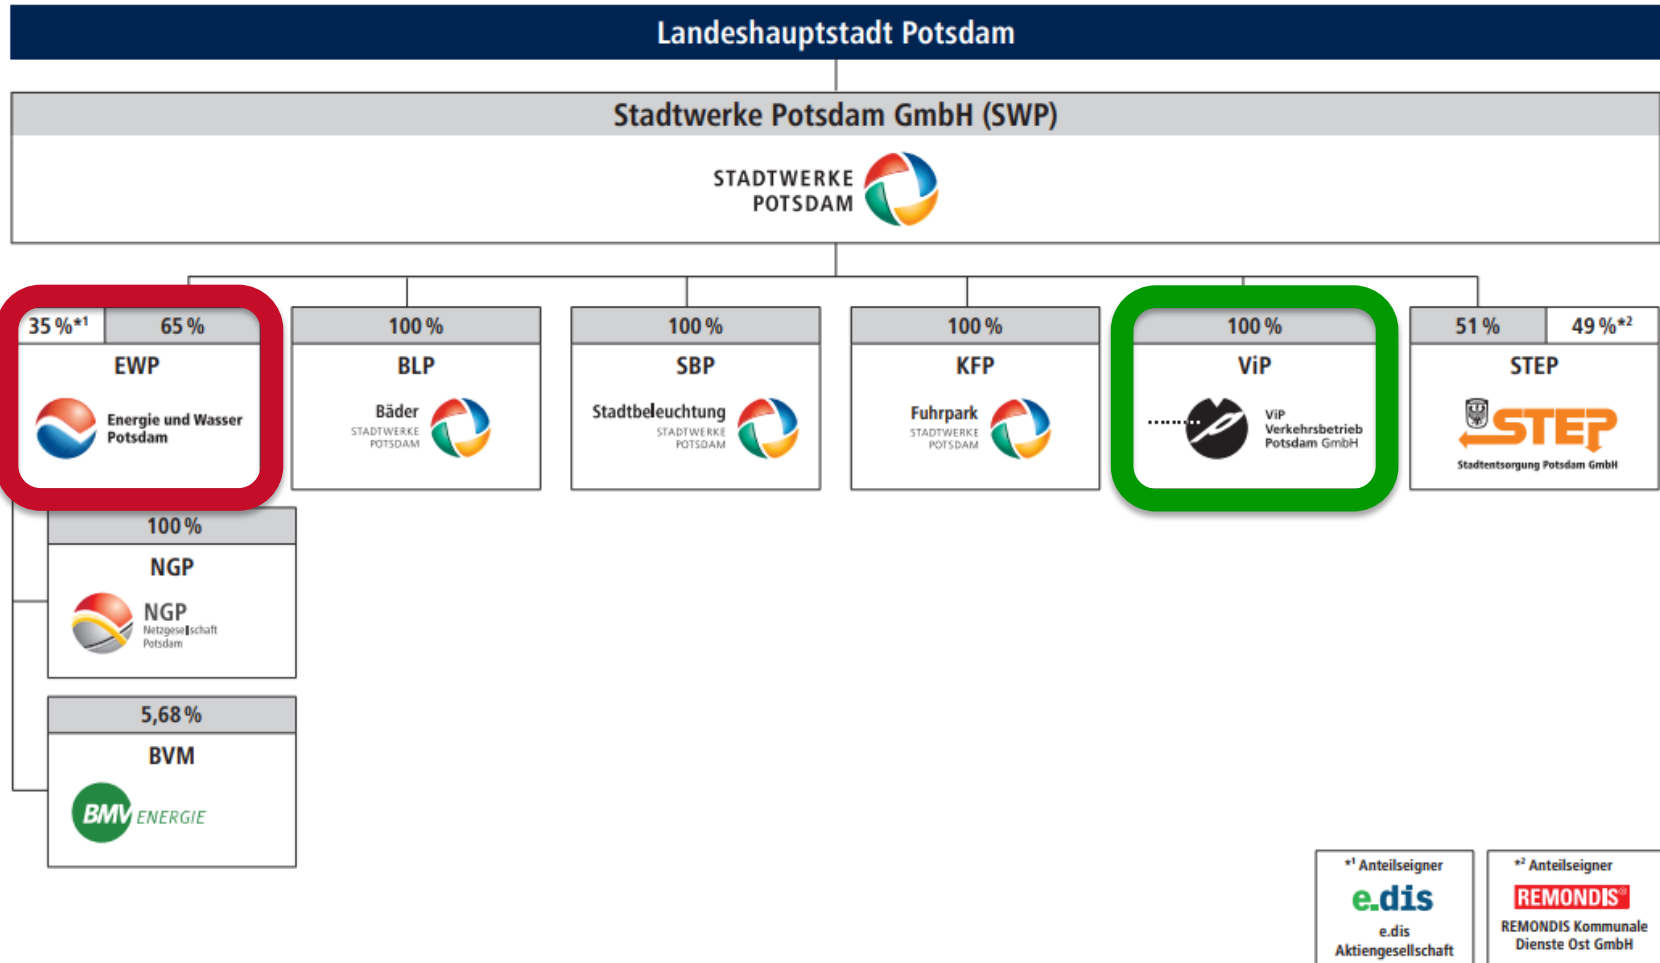 Landeshauptstadt Potsdam
Stadtwerke Potsdam GmbH (SWP)
STADTWERKE
POTSDAM
35 %*1 65 %
EWP
Energie und Wasser
Potsdam
100 %
BLP
Bäder
STADTWERKE
POTSDAM
100 %
SBP
Stadtbeleuchtung
STADTWERKE
POTSDAM
100 %
KFP
Fuhrpark
STADTWERKE
POTSDAM
100 %
ViP
ViP
Verkehrsbetrieb
Potsdam GmbH
51 % 49 %*2
STEP
STEP
Stadtentsorgung Potsdam GmbH
100 %
NGP
NGP
Netzgesellschaft
Potsdam
5,68 %
BVM
BMV ENERGIE
*1 Anteilseigner
e.dis
e.dis
Aktiengesellschaft
*2 Anteilseigner
REMONDIS®
REMONDIS Kommunale
Dienste Ost GmbH